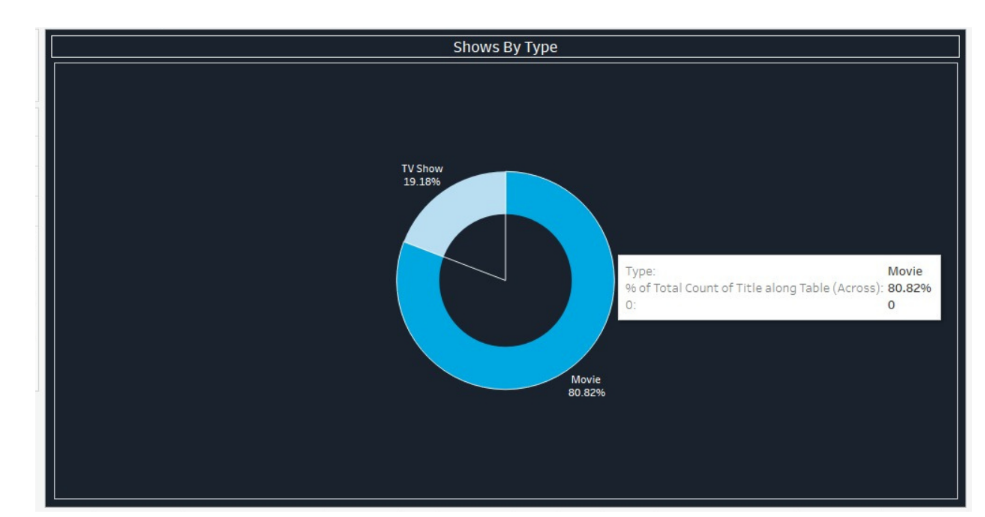 Shows By Type
TV Show
19.18%
Type: Movie
% of Total Count of Title along Table (Across): 80.82%
0: 0
Movie
80.82%